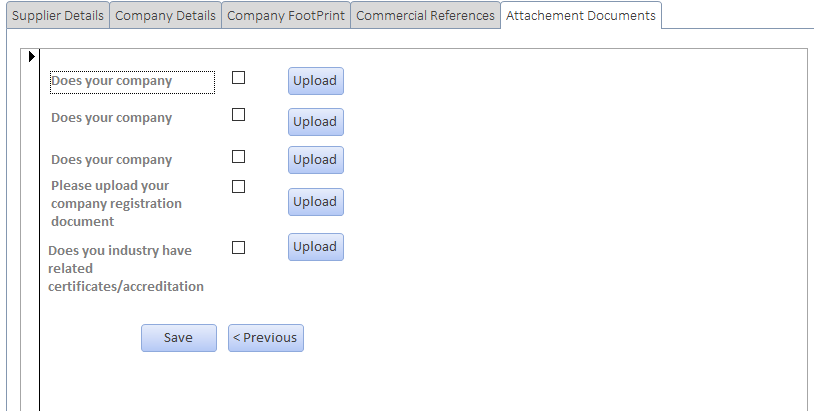 Supplier Details Company Details Company FootPrint Commercial References Attachement Documents
Does your company Upload
Does your company Upload
Does your company Upload
Please upload your
company registration Upload
document
Does you industry have Upload
related
certificates/accreditation
Save < Previous